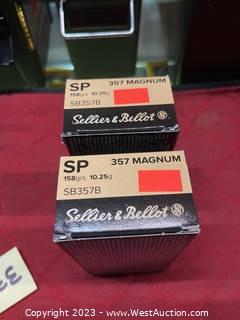 SP 357 MAGNUM
158grs 10.25g
SB357B
Sellier & Bellot
SP 357 MAGNUM
158grs 10.25g
SB357B
Sellier & Bellot
Copyright © 2023 - www.WestAuction.com